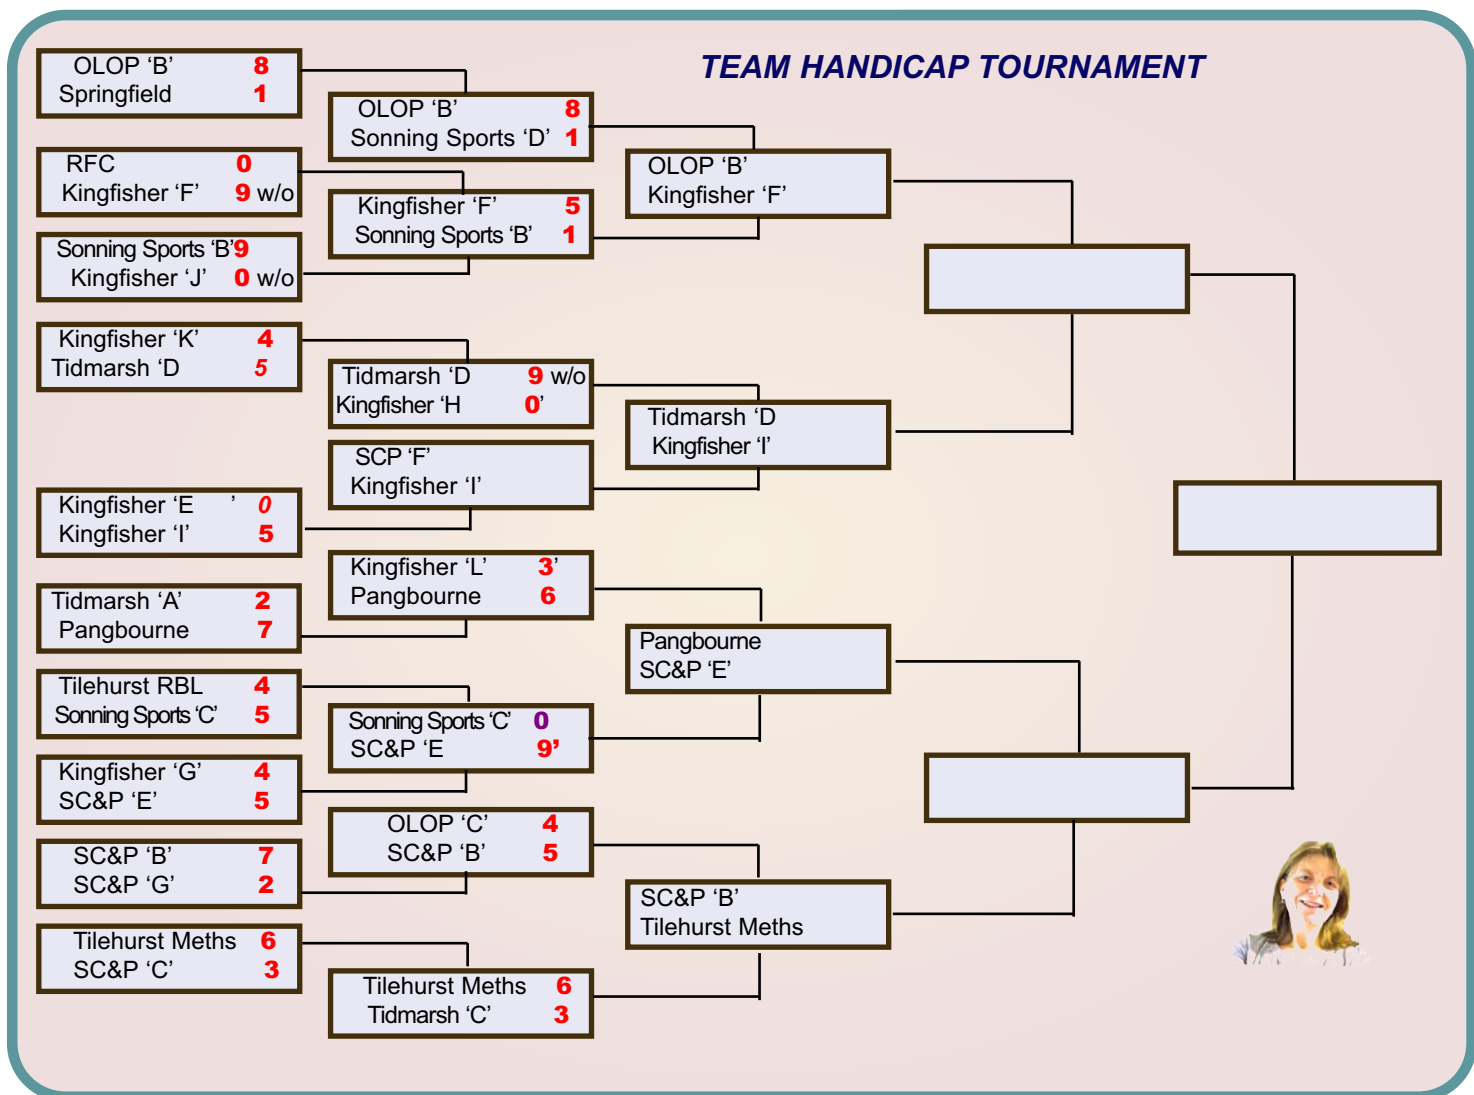 TEAM HANDICAP TOURNAMENT
OLOP ‘B’ 8
Springfield 1
RFC 0
Kingfisher ‘F’ 9 w/o
Sonning Sports ‘B’ 9
Kingfisher ‘J’ 0 w/o
Kingfisher ‘K’ 4
Tidmarsh ‘D 5
Kingfisher ‘E ’ 0
Kingfisher ‘I’ 5
Tidmarsh ‘A’ 2
Pangbourne 7
Tilehurst RBL 4
Sonning Sports ‘C’ 5
Kingfisher ‘G’ 4
SC&P ‘E’ 5
SC&P ‘B’ 7
SC&P ‘G’ 2
Tilehurst Meths 6
SC&P ‘C’ 3
OLOP ‘B’ 8
Sonning Sports ‘D’ 1
Kingfisher ‘F’ 5
Sonning Sports ‘B’ 1
Tidmarsh ‘D 9 w/o
Kingfisher ‘H 0’
SCP ‘F’
Kingfisher ‘I’
Kingfisher ‘L’ 3’
Pangbourne 6
Sonning Sports ‘C’ 0
SC&P ‘E 9’
OLOP ‘C’ 4
SC&P ‘B’ 5
Tilehurst Meths 6
Tidmarsh ‘C’ 3
OLOP ‘B’
Kingfisher ‘F’
Tidmarsh ‘D
Kingfisher ‘I’
Pangbourne
SC&P ‘E’
SC&P ‘B’
Tilehurst Meths